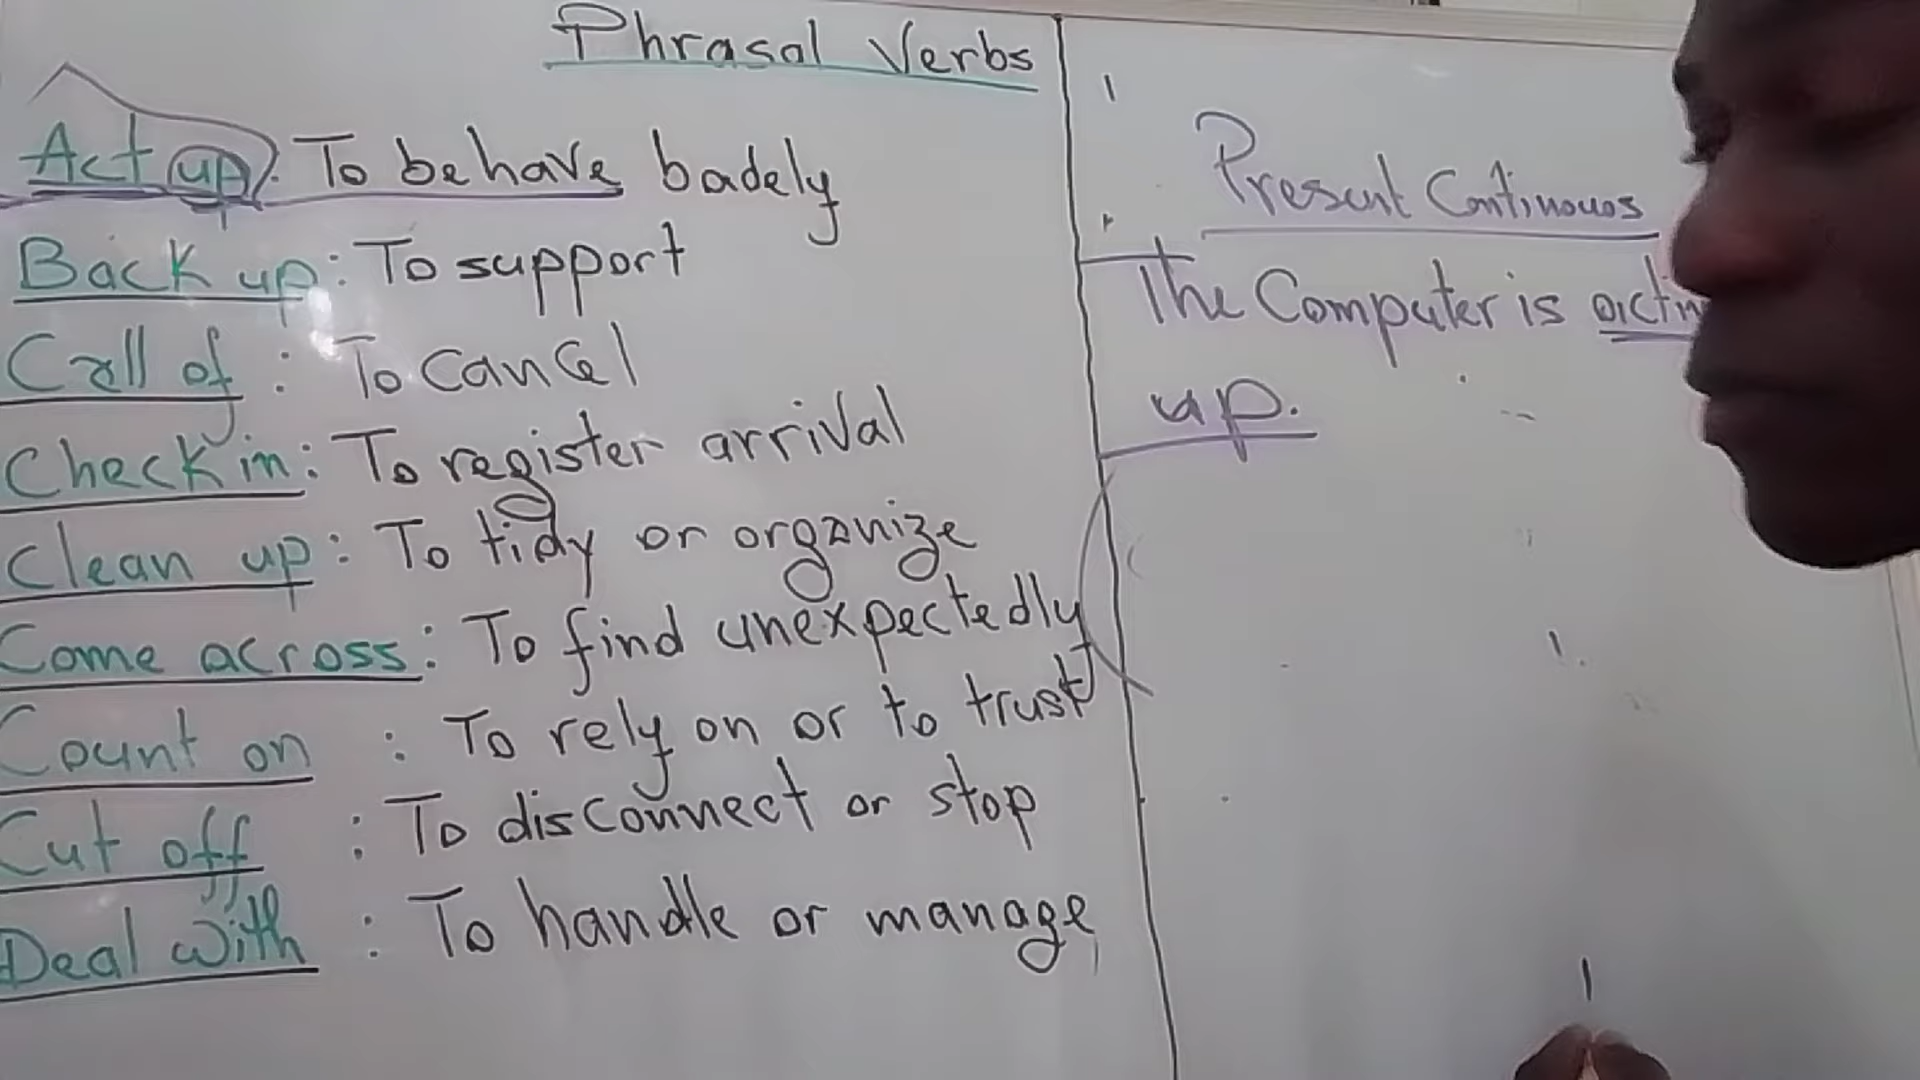 Phrasal Verbs
Act up: To behave badely
Back up: To support
Call of: To cancel
Check in: To register arrival
Clean up: To tidy or organize
Come across: To find unexpectedly
Count on: To rely on or to trust
Cut off: To disconnect or stop
Deal with: To handle or manage
Present Continouos
The Computer is actin
up.